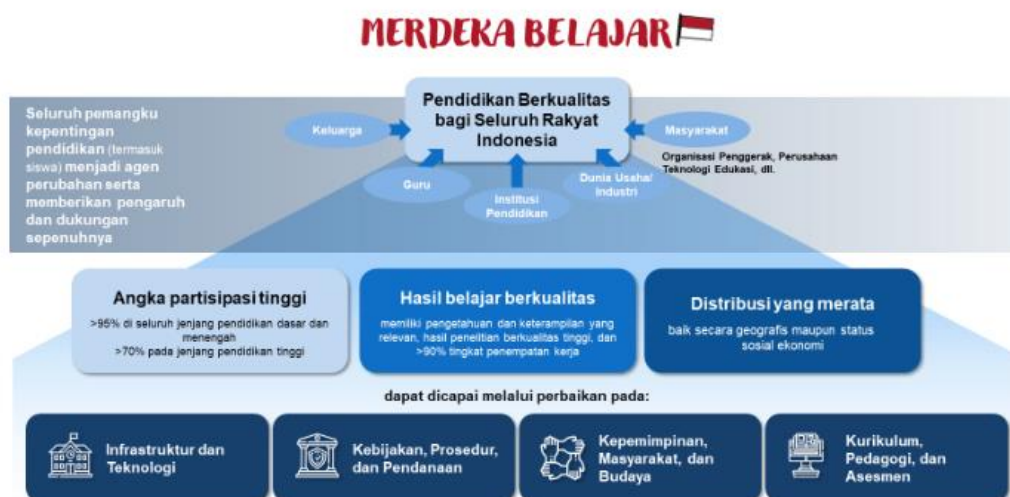 MERDEKA BELAJAR
Pendidikan Berkualitas
bagi Seluruh Rakyat
Indonesia
Seluruh pemangku
kepentingan
pendidikan (termasuk
siswa) menjadi agen
perubahan serta
memberikan pengaruh
dan dukungan
sepenuhnya
Keluarga
Guru
Institusi
Pendidikan
Dunia Usaha/
Industri
Masyarakat
Organisasi Penggerak, Perusahaan
Teknologi Edukasi, dll.
Angka partisipasi tinggi
>95% di seluruh jenjang pendidikan dasar dan
menengah
>70% pada jenjang pendidikan tinggi
Hasil belajar berkualitas
memiliki pengetahuan dan keterampilan yang
relevan, hasil penelitian berkualitas tinggi, dan
>90% tingkat penempatan kerja
Distribusi yang merata
baik secara geografis maupun status
sosial ekonomi
dapat dicapai melalui perbaikan pada:
Infrastruktur dan
Teknologi
Kebijakan, Prosedur,
dan Pendanaan
Kepemimpinan,
Masyarakat, dan
Budaya
Kurikulum,
Pedagogi, dan
Asesmen